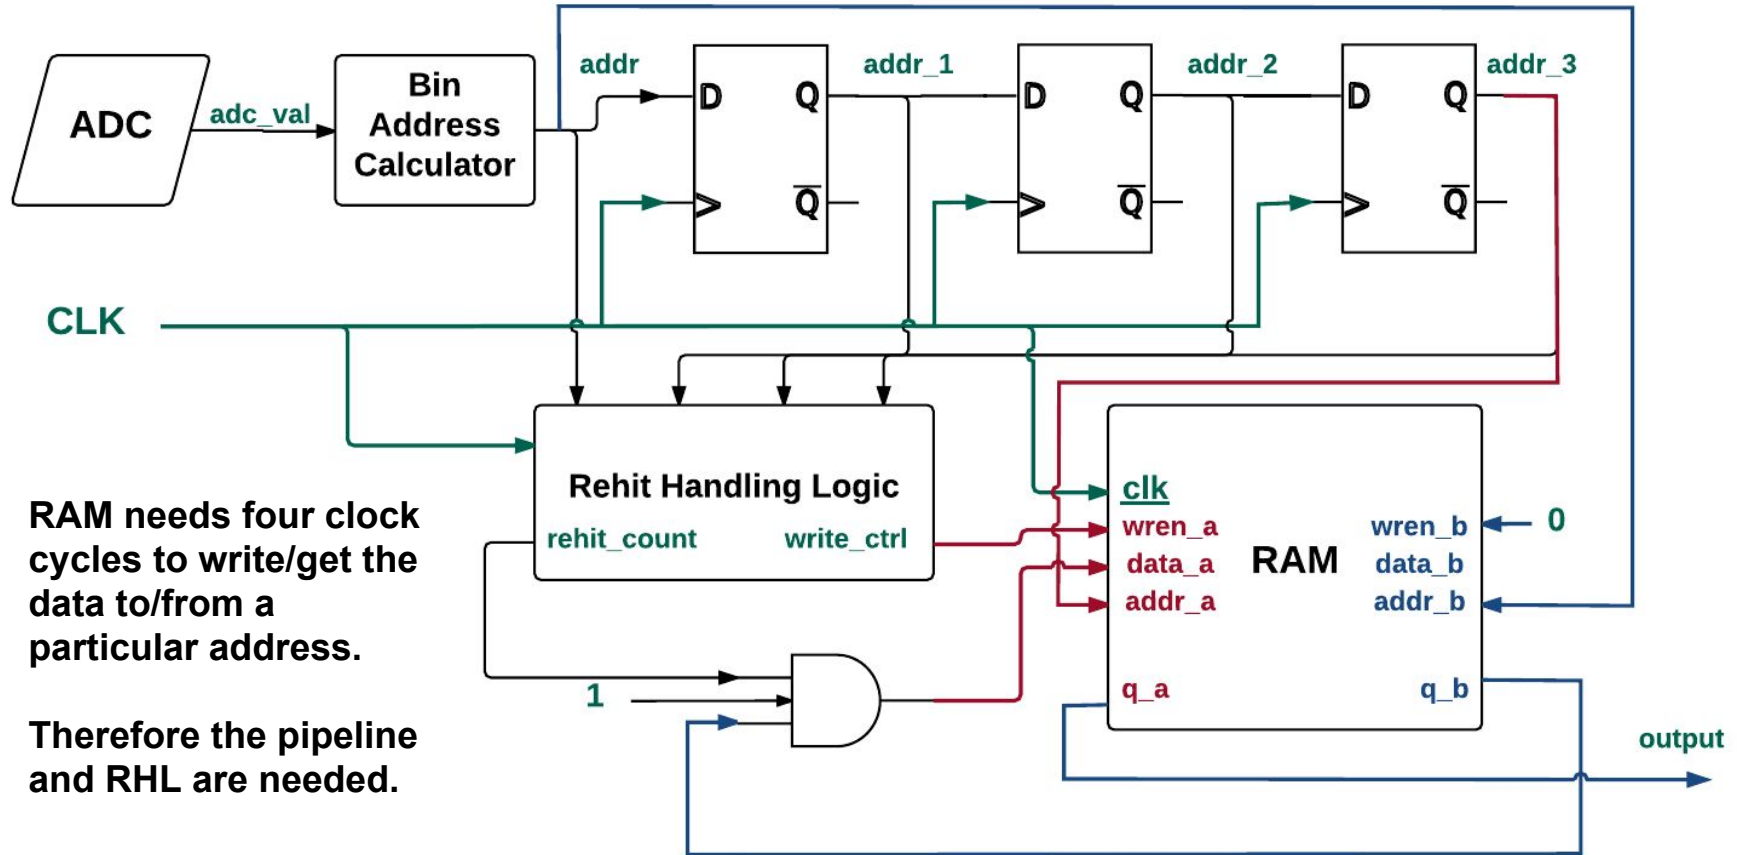 ADC
adc_val
Bin
Address
Calculator
addr
D
Q
Q
>
addr_1
D
Q
Q
>
addr_2
D
Q
Q
>
addr_3
CLK
Rehit Handling Logic
rehit_count
write_ctrl
RAM needs four clock
cycles to write/get the
data to/from a
particular address.
Therefore the pipeline
and RHL are needed.
1
clk
wren_a
data_a
addr_a
q_a
RAM
wren_b
data_b
addr_b
q_b
0
output